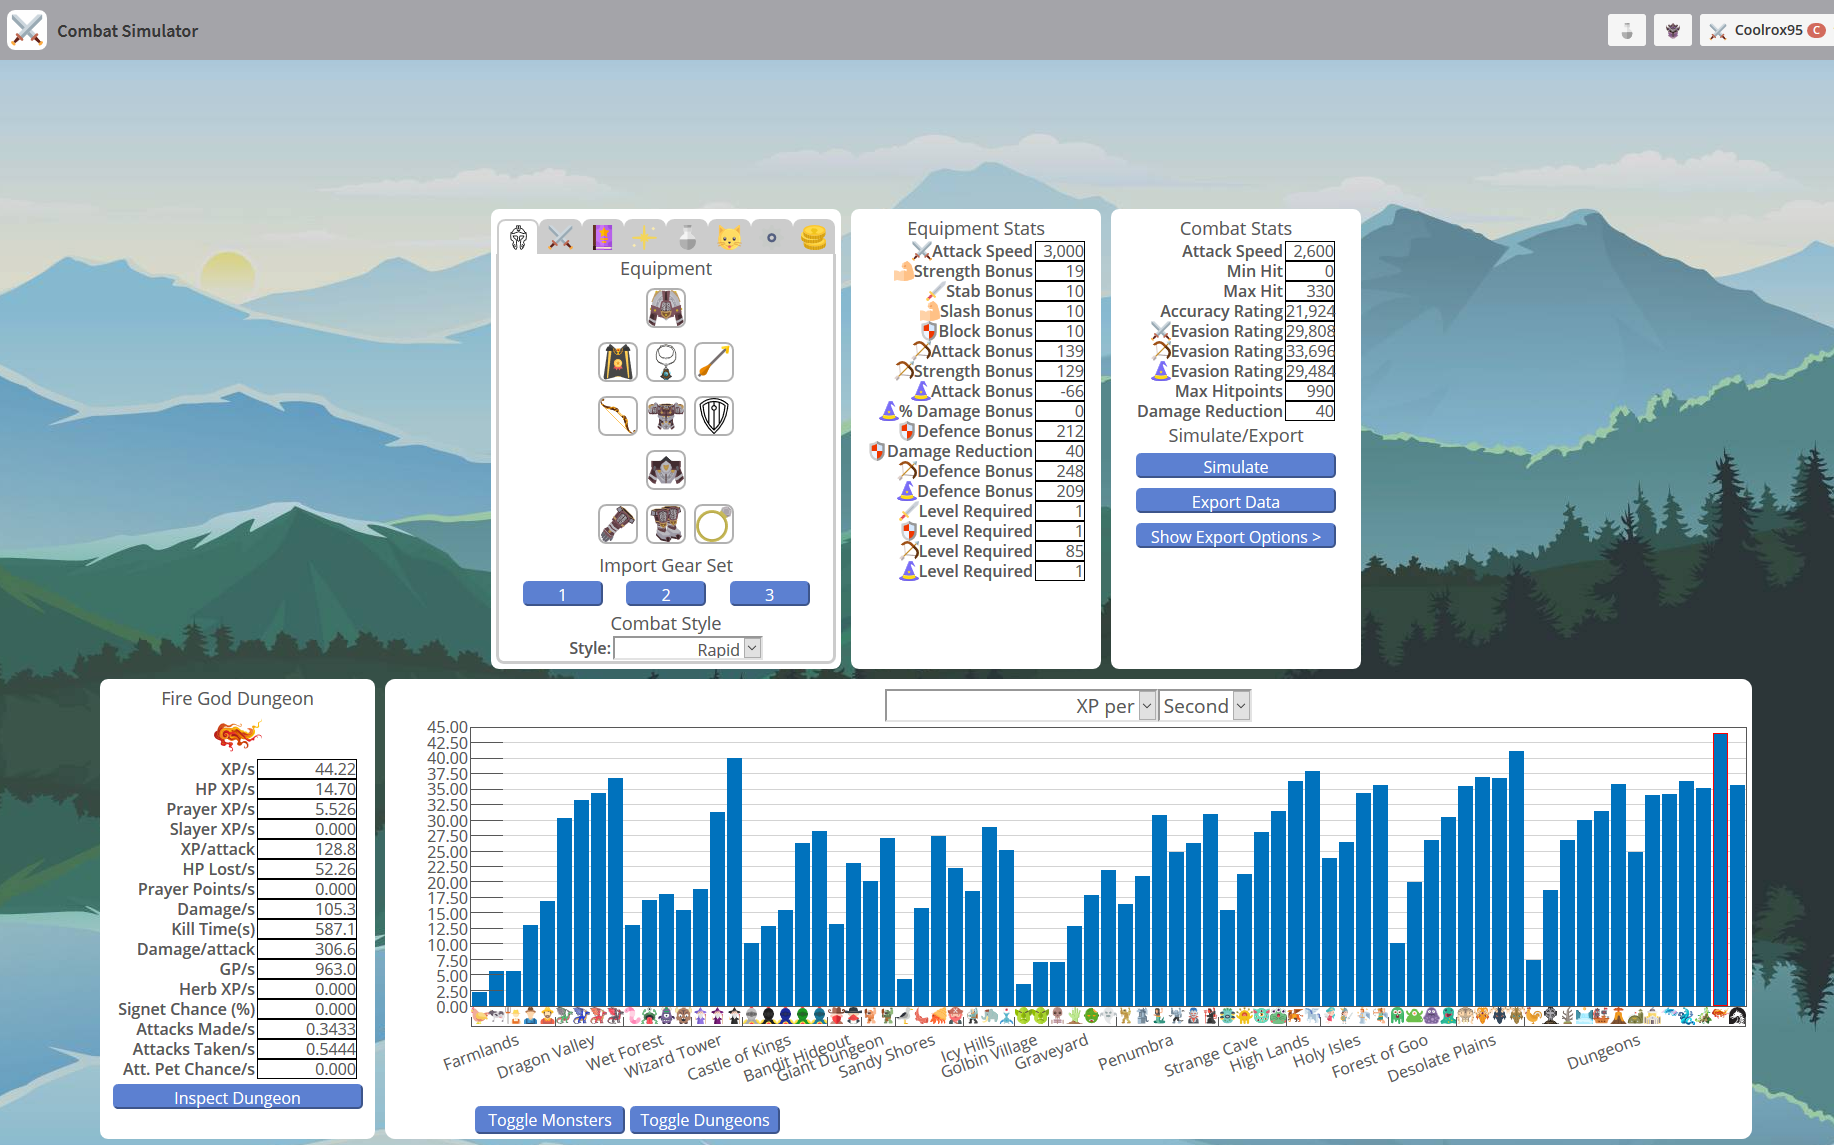 Combat Simulator
Coolrox95 C
Equipment
Import Gear Set
1 2 3
Combat Style
Style: Rapid
Equipment Stats
Attack Speed 3,000
Strength Bonus 19
Stab Bonus 10
Slash Bonus 10
Block Bonus 10
Attack Bonus 139
Strength Bonus 129
Attack Bonus -66
% Damage Bonus 0
Defence Bonus 212
Damage Reduction 40
Defence Bonus 248
Defence Bonus 209
Level Required 1
Level Required 1
Level Required 85
Level Required 1
Combat Stats
Attack Speed 2,600
Min Hit 0
Max Hit 330
Accuracy Rating 21,924
Evasion Rating 29,808
Evasion Rating 33,696
Evasion Rating 29,484
Max Hitpoints 990
Damage Reduction 40
Simulate/Export
Simulate
Export Data
Show Export Options >
Fire God Dungeon
XP/s 44.22
HP XP/s 14.70
Prayer XP/s 5.526
Slayer XP/s 0.000
XP/attack 128.8
HP Lost/s 52.26
Prayer Points/s 0.000
Damage/s 105.3
Kill Time(s) 587.1
Damage/attack 306.6
GP/s 963.0
Herb XP/s 0.000
Signet Chance (%) 0.000
Attacks Made/s 0.3433
Attacks Taken/s 0.5444
Att. Pet Chance/s 0.000
Inspect Dungeon
XP per Second
45.00
42.50
40.00
37.50
35.00
32.50
30.00
27.50
25.00
22.50
20.00
17.50
15.00
12.50
10.00
7.50
5.00
2.50
0.00
Farmlands
Dragon Valley
Wet Forest
Wizard Tower
Castle of Kings
Bandit Hideout
Giant Dungeon
Sandy Shores
Icy Hills
Golbin Village
Graveyard
Penumbra
Strange Cave
High Lands
Holy Isles
Forest of Goo
Desolate Plains
Dungeons
Toggle Monsters Toggle Dungeons